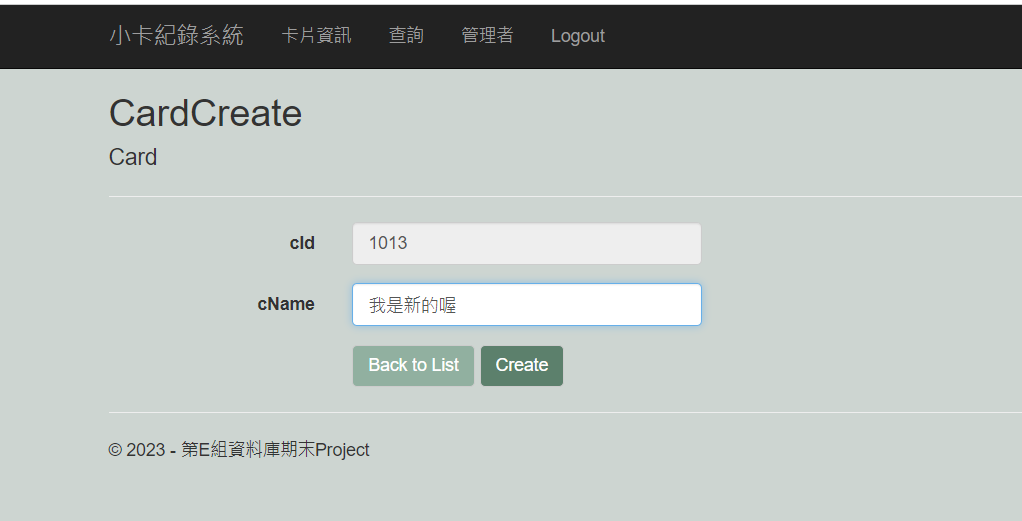 小卡紀錄系統 卡片資訊 查詢 管理者 Logout
CardCreate
Card
cId 1013
cName 我是新的喔
Back to List Create
© 2023 - 第E組資料庫期末Project